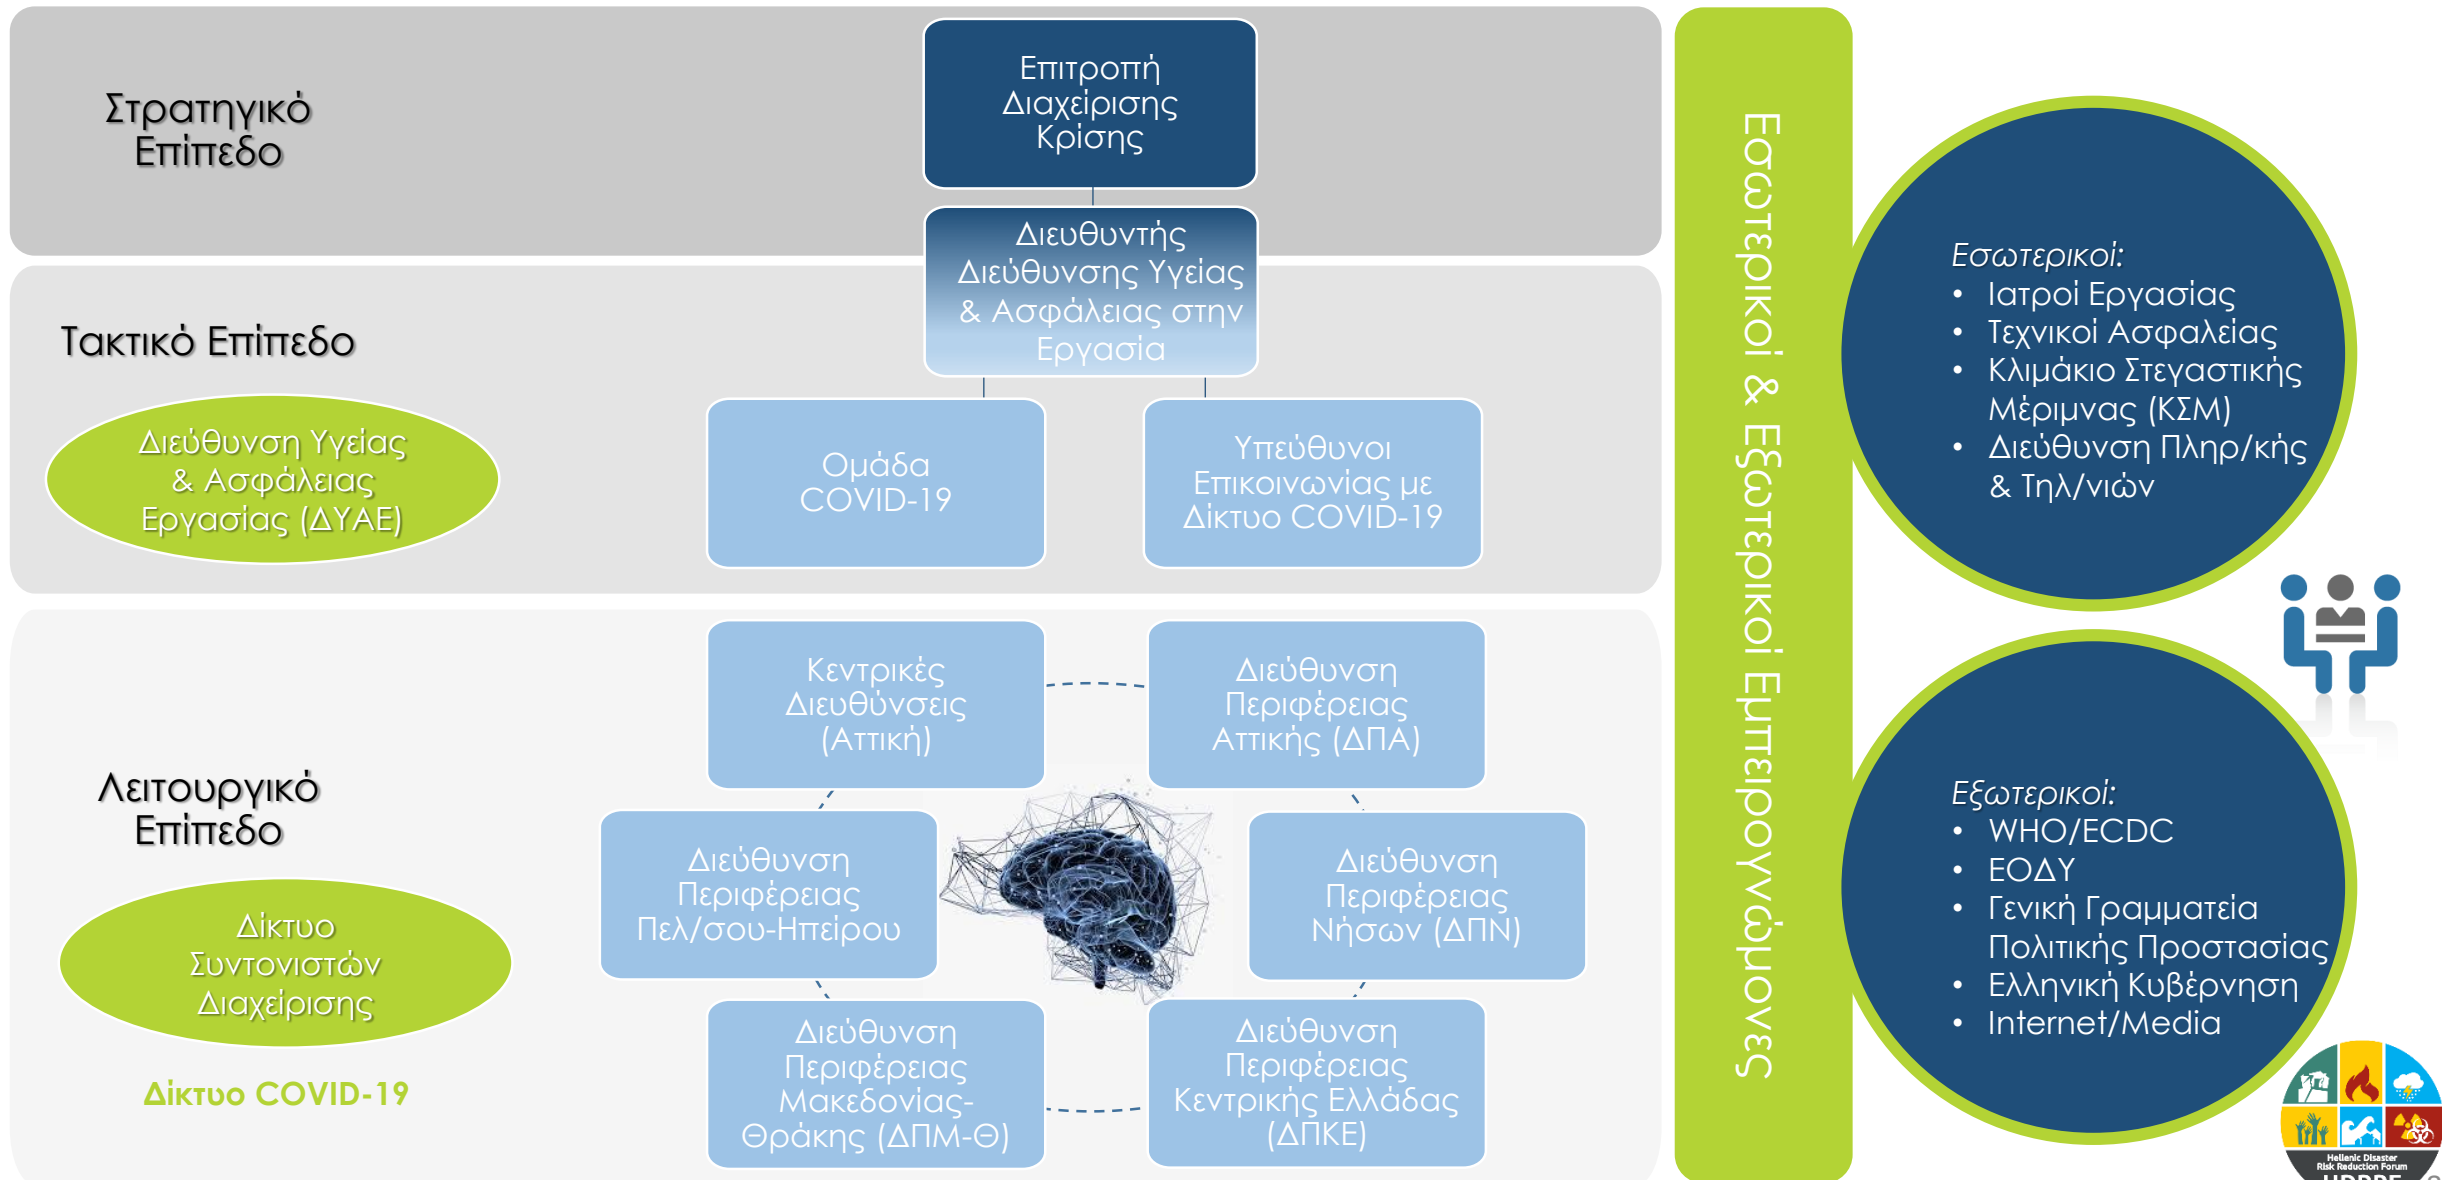 Στρατηγικό
Επίπεδο
Επιτροπή
Διαχείρισης
Κρίσης
Διευθυντής
Διεύθυνσης Υγείας
& Ασφάλειας στην
Εργασία
Τακτικό Επίπεδο
Διεύθυνση Υγείας
& Ασφάλειας
Εργασίας (ΔΥΑΕ)
Ομάδα
COVID-19
Υπεύθυνοι
Επικοινωνίας με
Δίκτυο COVID-19
Λειτουργικό
Επίπεδο
Δίκτυο
Συντονιστών
Διαχείρισης
Δίκτυο COVID-19
Κεντρικές
Διευθύνσεις
(Αττική)
Διεύθυνση
Περιφέρειας
Αττικής (ΔΠΑ)
Διεύθυνση
Περιφέρειας
Πελ/σου-Ηπείρου
Διεύθυνση
Περιφέρειας
Νήσων (ΔΠΝ)
Διεύθυνση
Περιφέρειας
Μακεδονίας-
Θράκης (ΔΠΜ-Θ)
Διεύθυνση
Περιφέρειας
Κεντρικής Ελλάδας
(ΔΠΚΕ)
Εσωτερικοί & Εξωτερικοί Εμπειρογνώμονες
Εσωτερικοί:
• Ιατροί Εργασίας
• Τεχνικοί Ασφαλείας
• Κλιμάκιο Στεγαστικής
Μέριμνας (ΚΣΜ)
• Διεύθυνση Πληρ/κής
& Τηλ/νιών
Εξωτερικοί:
• WHO/ECDC
• ΕΟΔΥ
• Γενική Γραμματεία
Πολιτικής Προστασίας
• Ελληνική Κυβέρνηση
• Internet/Media
Hellenic Disaster
Risk Reduction Forum